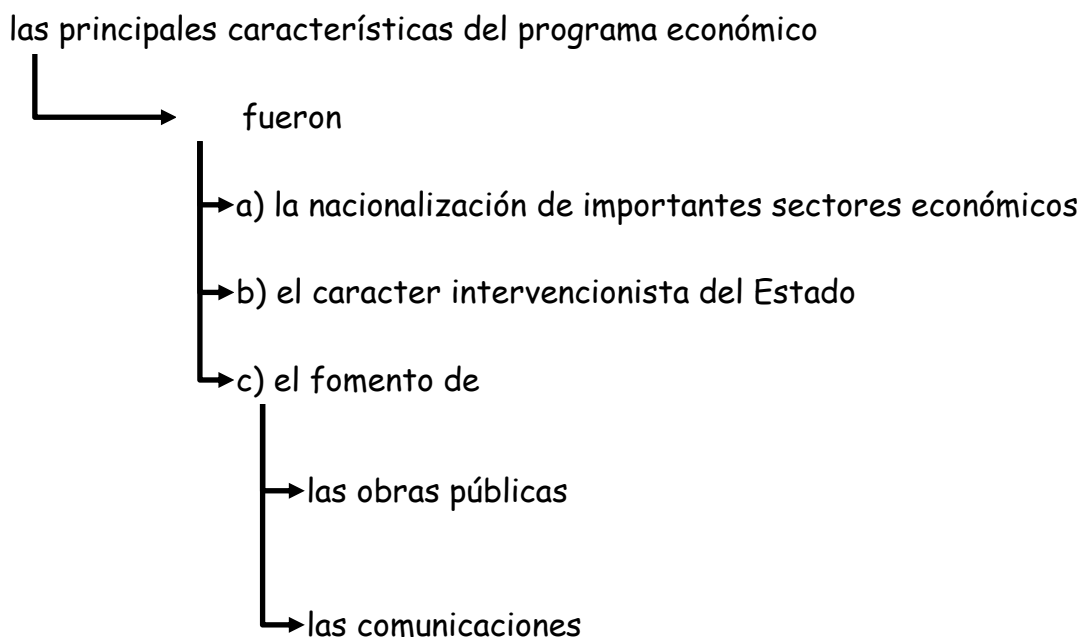 las principales características del programa económico
fueron
a) la nacionalización de importantes sectores económicos
b) el caracter intervencionista del Estado
c) el fomento de
las obras públicas
las comunicaciones